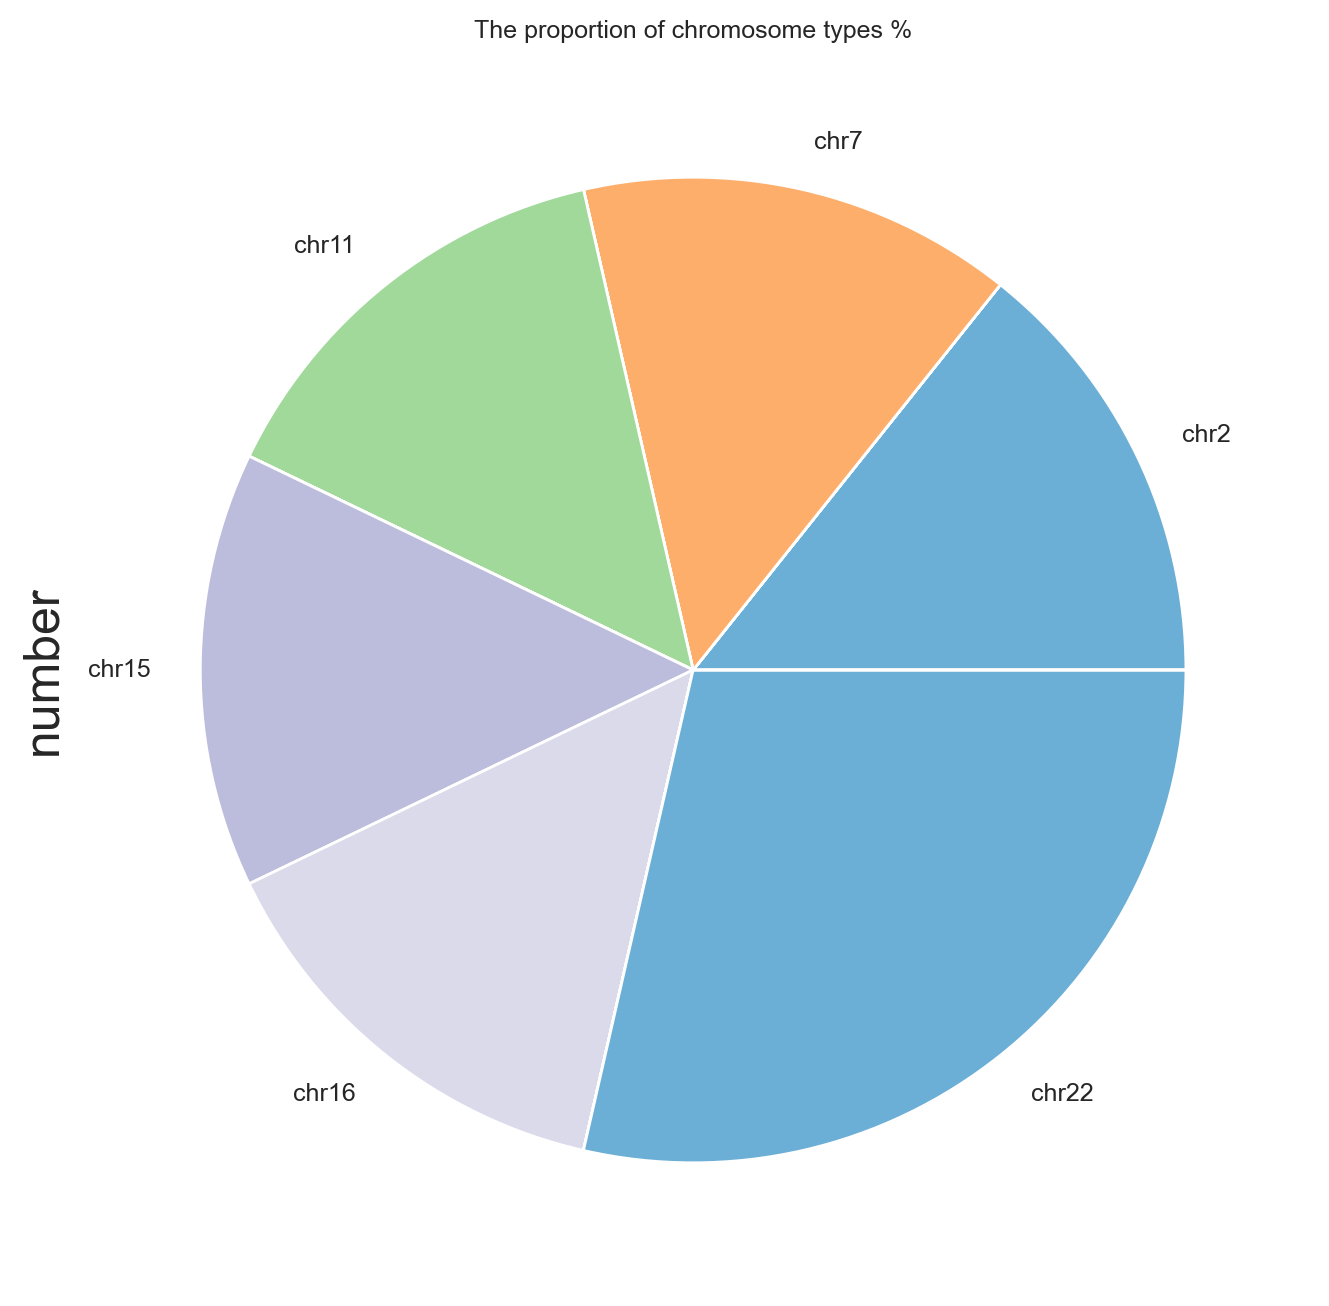 The proportion of chromosome types %
chr7
chr11
chr2
number
chr15
chr16
chr22